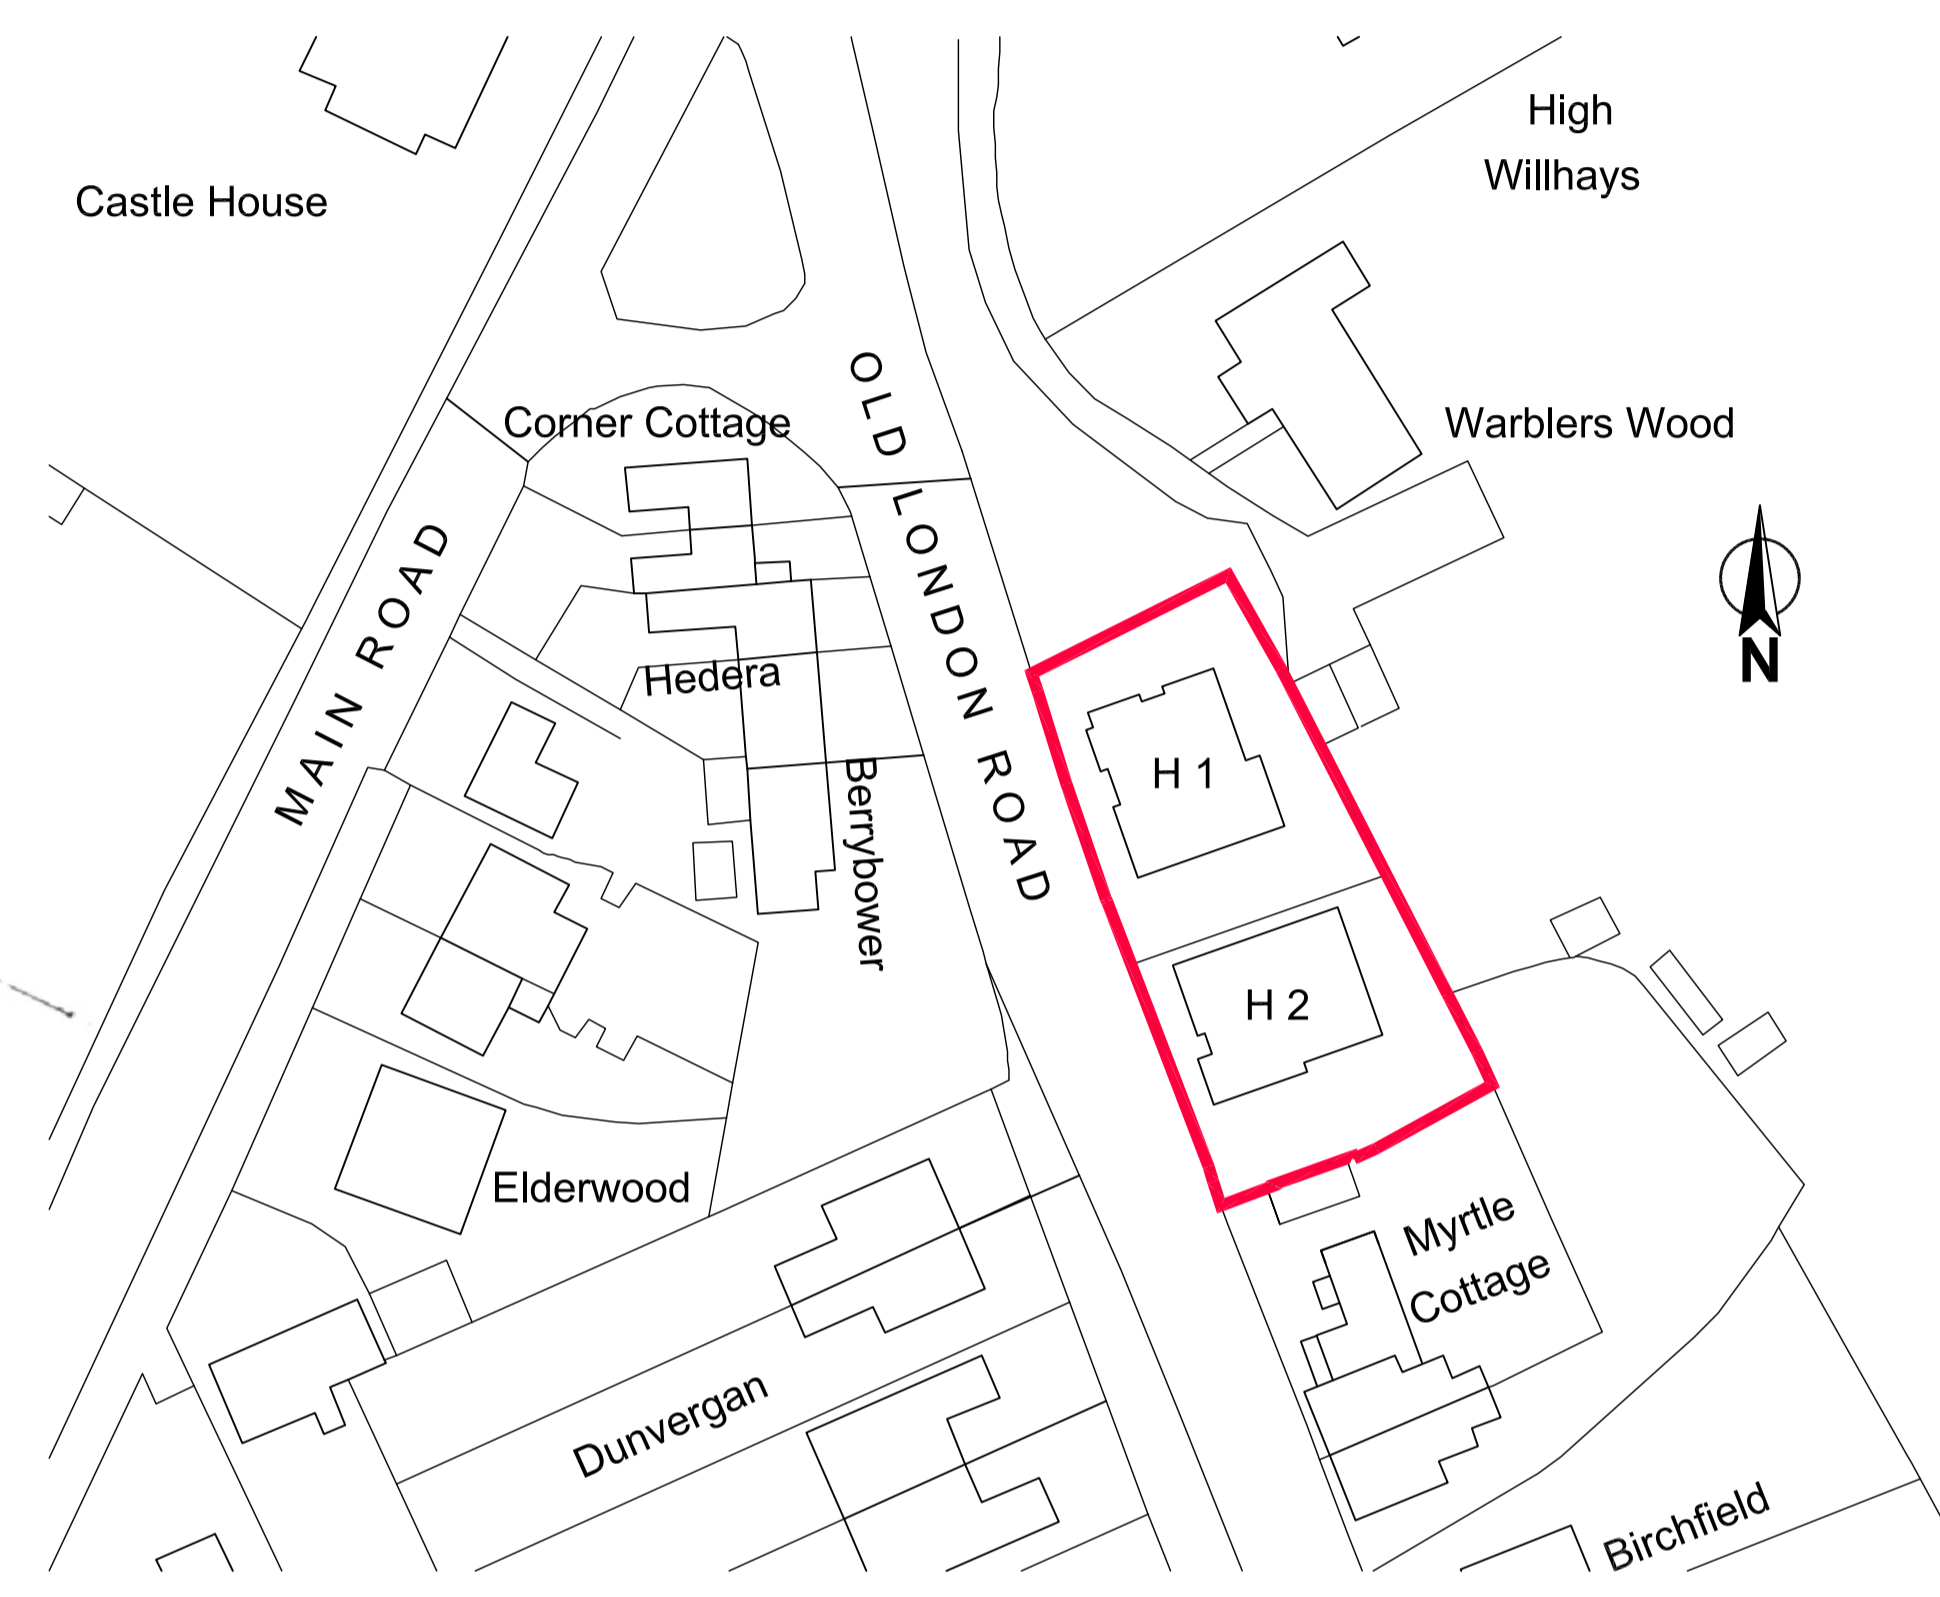 High
Willhays
Castle House
Corner Cottage
Warblers Wood
OLD LONDON ROAD
MAIN ROAD
N
Hedera
H 1
Berrybower
H 2
Elderwood
Myrtle
Cottage
Dunvergan
Birchfield